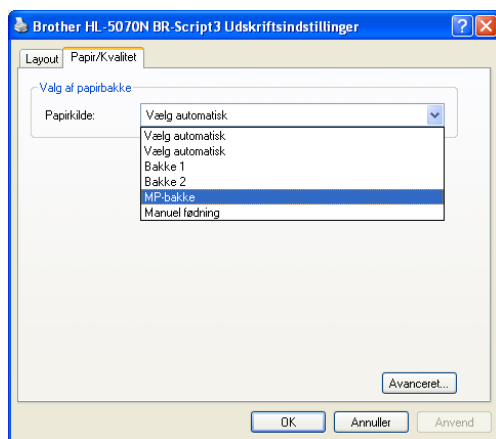 Brother HL-5070N BR-Script3 Udskriftsindstillinger
Layout Papir/Kvalitet
Valg af papirbakke
Papirkilde: Vælg automatisk
Vælg automatisk
Vælg automatisk
Bakke 1
Bakke 2
MP-bakke
Manuel fødning
Avanceret...
OK Annuller Anvend